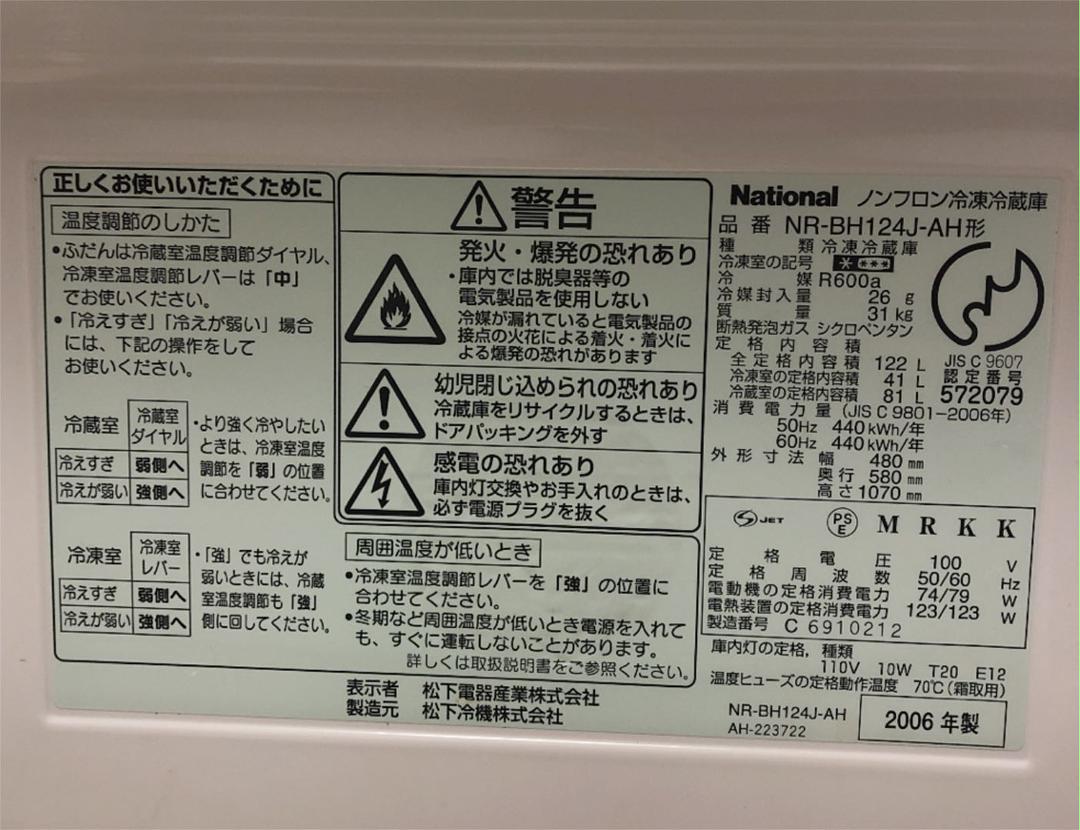 正しくお使いいただくために
温度調節のしかた
•ふだんは冷蔵室温度調節ダイヤル、
冷凍室温度調節レバーは「中」
でお使いください。
•「冷えすぎ」「冷えが弱い」場合
には、下記の操作をして
お使いください。
冷蔵室
冷蔵室
ダイヤル
冷えすぎ 弱側へ
冷えが弱い 強側へ
・より強く冷やしたい
ときは、冷凍室温度
調節を「弱」の位置
に合わせてください。
冷凍室
冷凍室
レバー
冷えすぎ 弱側へ
冷えが弱い 強側へ
・「強」でも冷えが
弱いときには、冷蔵
室温度調節も「強」
側に回してください。
警告
発火・爆発の恐れあり
・庫内では脱臭器等の
電気製品を使用しない
冷媒が漏れていると電気製品の
接点の火花による着火・着火に
よる爆発の恐れがあります
幼児閉じ込められの恐れあり
冷蔵庫をリサイクルするときは、
ドアパッキングを外す
感電の恐れあり
庫内灯交換やお手入れのときは、
必ず電源プラグを抜く
周囲温度が低いとき
•冷凍室温度調節レバーを「強」の位置に
合わせてください。
•冬期など周囲温度が低いとき電源を入れて
も、すぐに運転しないことがあります。
詳しくは取扱説明書をご参照ください。
表示者 松下電器産業株式会社
製造元 松下冷機株式会社
National ノンフロン冷凍冷蔵庫
品番 NR-BH124J-AH形
種類 冷凍冷蔵庫
冷凍室の記号 * ***
冷媒 R600a
冷媒封入量 26 g
質量 31 kg
断熱発泡ガス シクロペンタン
定格内容積
全定格内容積 122 L
冷凍室の定格内容積 41 L
冷蔵室の定格内容積 81 L
JIS C 9607
認定番号
572079
消費電力量 (JIS C 9801-2006年)
50Hz 440 kWh/年
60Hz 440 kWh/年
外形寸法 幅 480 mm
奥行 580 mm
高さ 1070 mm
S JET PS E M R K K
定格電圧 100 V
定格周波数 50/60 Hz
電動機の定格消費電力 74/79 W
電熱装置の定格消費電力 123/123 W
製造番号 C 6910212
庫内灯の定格,種類
110V 10W T20 E12
温度ヒューズの定格動作温度 70℃(霜取用)
NR-BH124J-AH
AH-223722
2006 年製